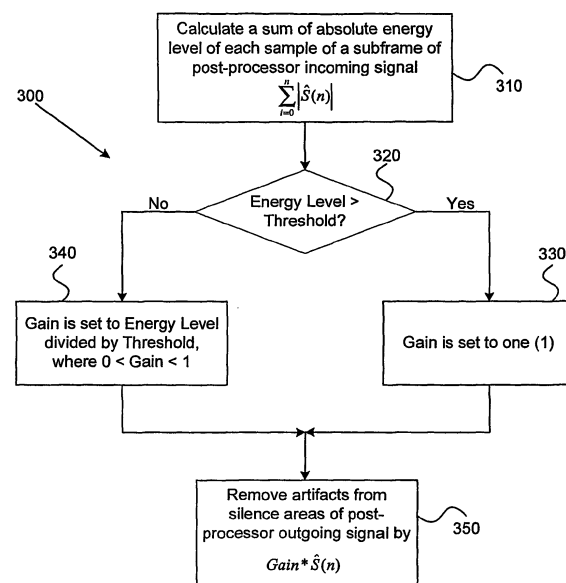 Calculate a sum of absolute energy
level of each sample of a subframe of
post-processor incoming signal
n
∑|Ŝ(n)|
i=0
310
300
320
Energy Level >
Threshold?
No
Yes
340
330
Gain is set to Energy Level
divided by Threshold,
where 0 < Gain < 1
Gain is set to one (1)
Remove artifacts from
silence areas of post-
processor outgoing signal by
Gain*Ŝ(n)
350